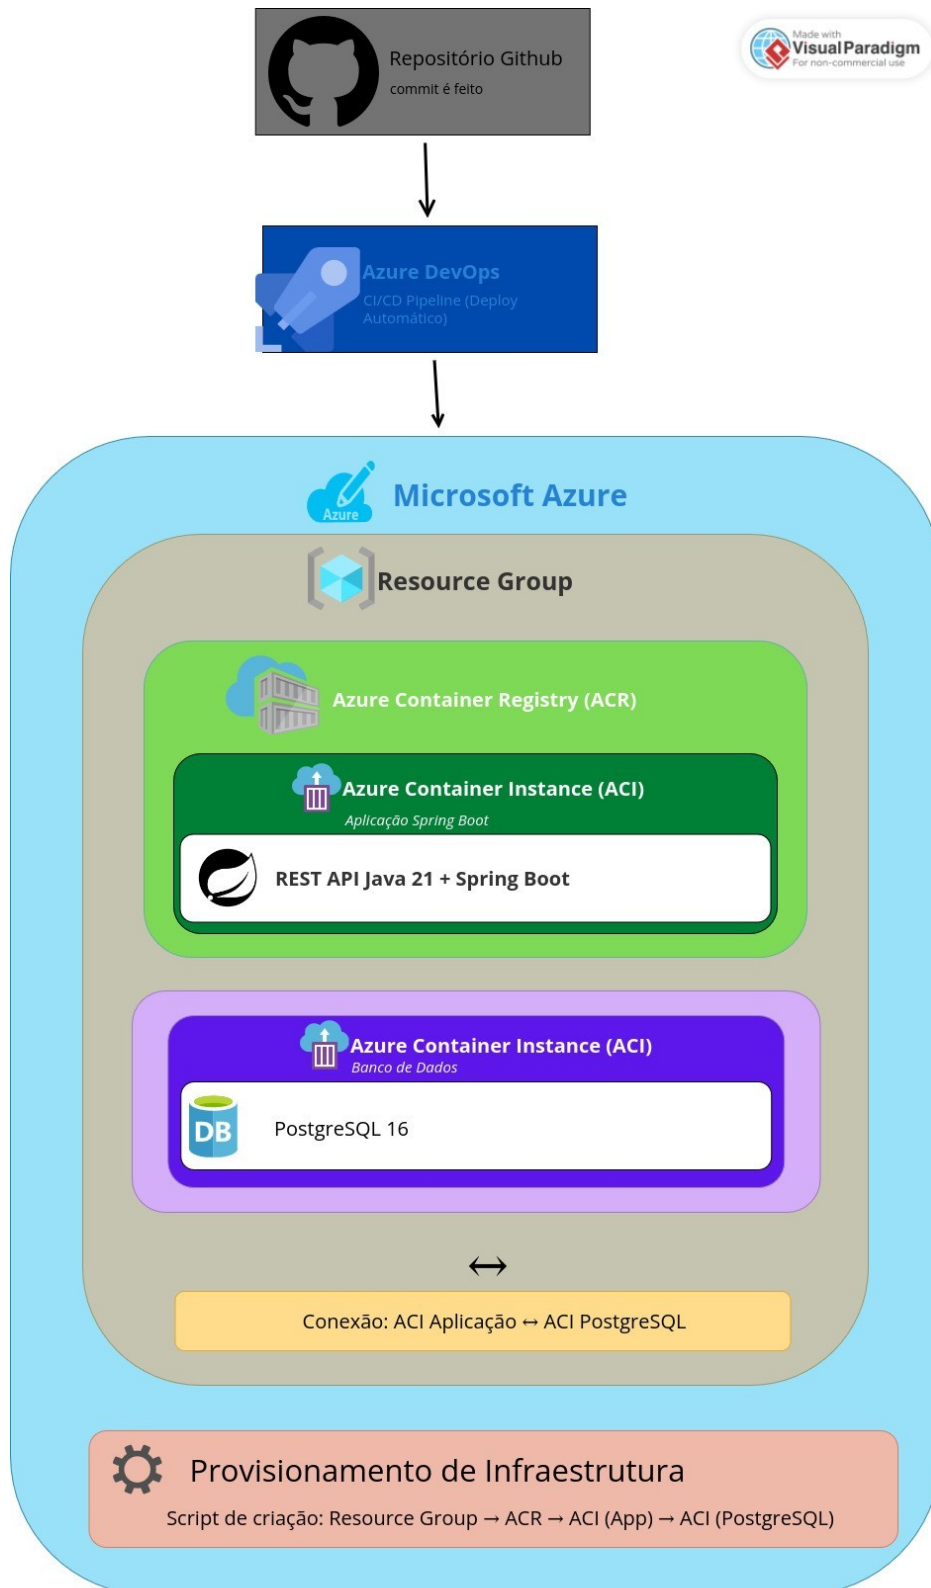 Made with
Visual Paradigm
For non-commercial use
Repositório Github
commit é feito
Azure DevOps
CI/CD Pipeline (Deploy
Automático)
Azure
Microsoft Azure
Resource Group
Azure Container Registry (ACR)
Azure Container Instance (ACI)
Aplicação Spring Boot
REST API Java 21 + Spring Boot
Azure Container Instance (ACI)
Banco de Dados
DB
PostgreSQL 16
↔
Conexão: ACI Aplicação ↔ ACI PostgreSQL
Provisionamento de Infraestrutura
Script de criação: Resource Group → ACR → ACI (App) → ACI (PostgreSQL)